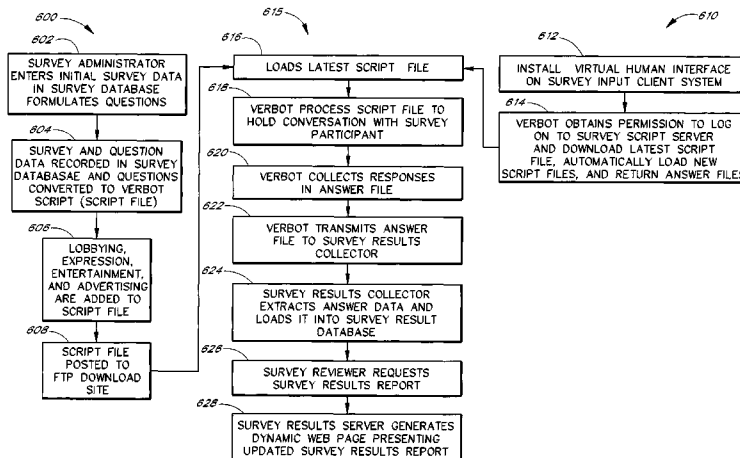 600
602
SURVEY ADMINISTRATOR
ENTERS INITIAL SURVEY DATA
IN SURVEY DATABASE
FORMULATES QUESTIONS
604
SURVEY AND QUESTION
DATA RECORDED IN SURVEY
DATABASAE AND QUESTIONS
CONVERTED TO VERBOT
SCRIPT (SCRIPT FILE)
606
LOBBYING,
EXPRESSION,
ENTERTAINMENT,
AND ADVERTISING
ARE ADDED TO
SCRIPT FILE
608
SCRIPT FILE
POSTED TO
FTP DOWNLOAD
SITE
615
616
LOADS LATEST SCRIPT FILE
618
VERBOT PROCESS SCRIPT FILE TO
HOLD CONVERSATION WITH SURVEY
PARTICIPANT
620
VERBOT COLLECTS RESPONSES
IN ANSWER FILE
622
VERBOT TRANSMITS ANSWER
FILE TO SURVEY RESULTS
COLLECTOR
624
SURVEY RESULTS COLLECTOR
EXTRACTS ANSWER DATA AND
LOADS IT INTO SURVEY RESULT
DATABASE
626
SURVEY REVIEWER REQUESTS
SURVEY RESULTS REPORT
628
SURVEY RESULTS SERVER GENERATES
DYNAMIC WEB PAGE PRESENTING
UPDATED SURVEY RESULTS REPORT
610
612
INSTALL VIRTUAL HUMAN INTERFACE
ON SURVEY INPUT CLIENT SYSTEM
614
VERBOT OBTAINS PERMISSION TO LOG
ON TO SURVEY SCRIPT SERVER
AND DOWNLOAD LATEST SCRIPT
FILE, AUTOMATICALLY LOAD NEW
SCRIPT FILES, AND RETURN ANSWER FILES